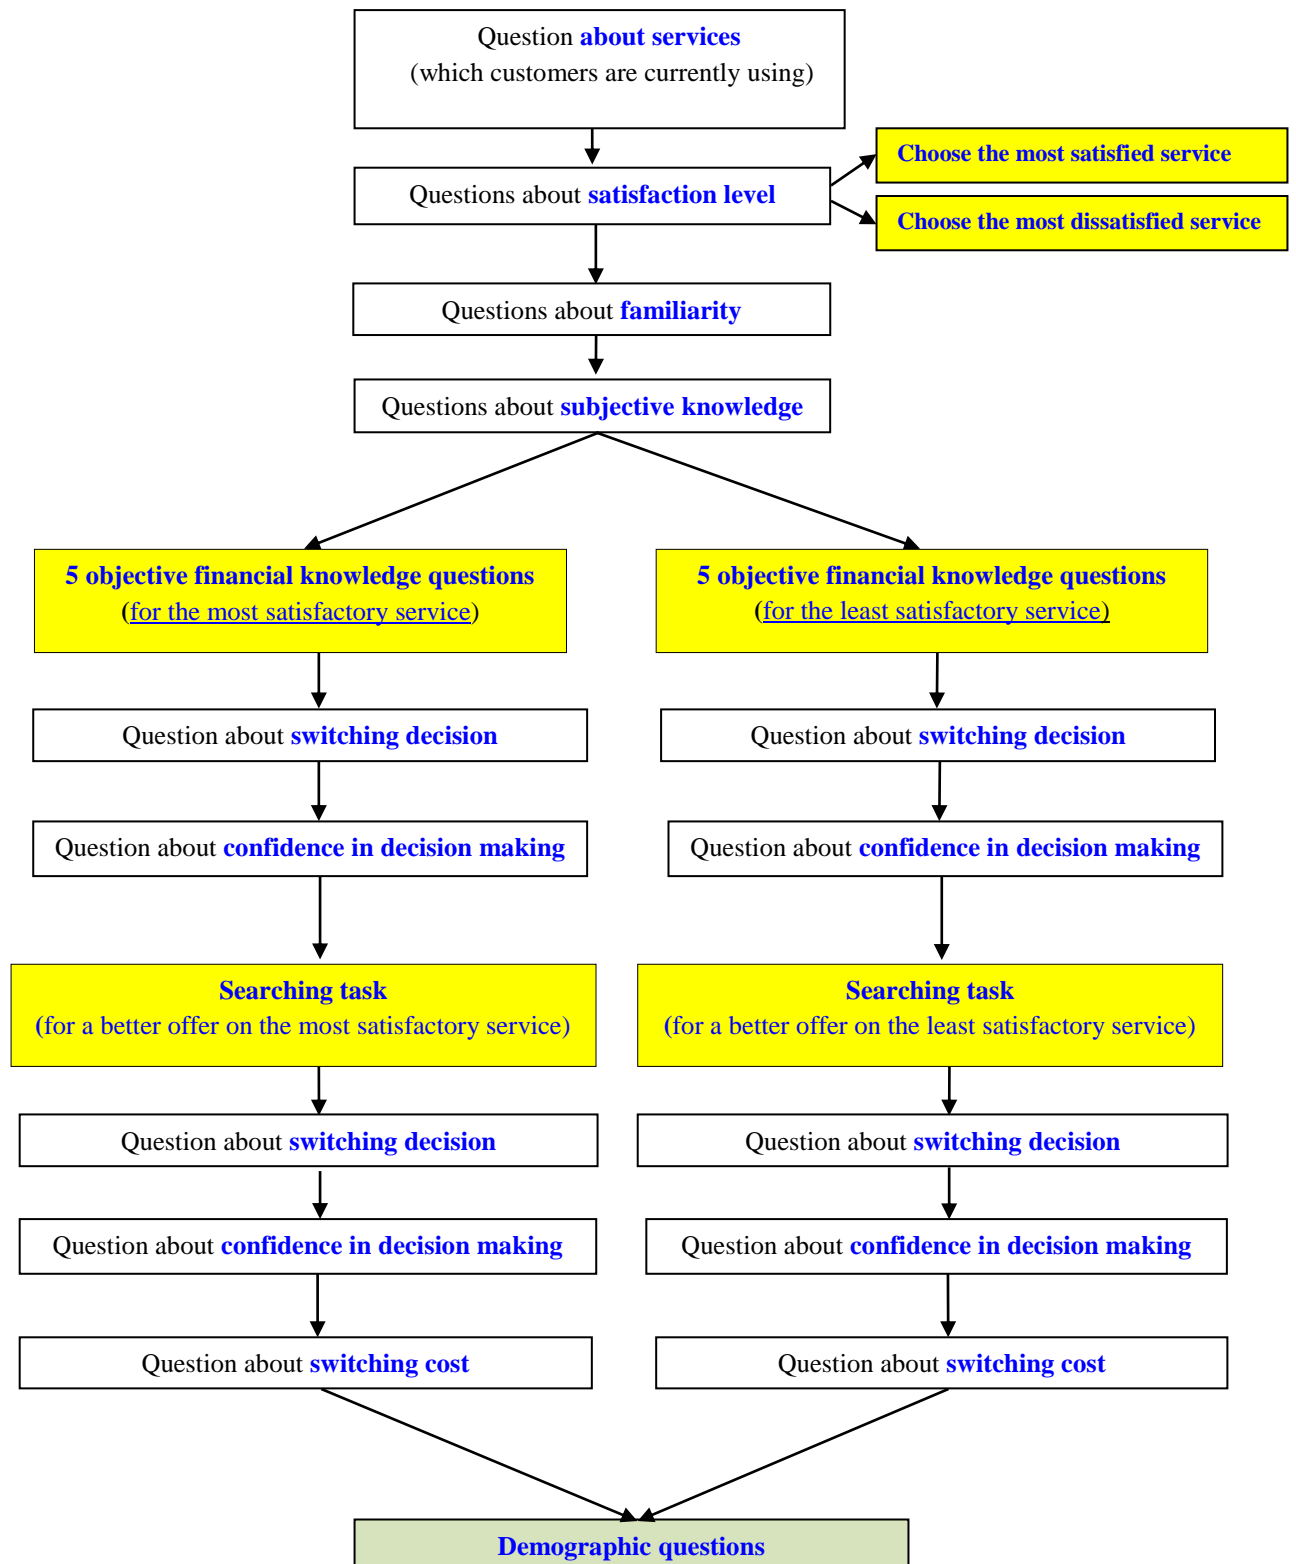 Question about services
(which customers are currently using)
Choose the most satisfied service
Questions about satisfaction level
Choose the most dissatisfied service
Questions about familiarity
Questions about subjective knowledge
5 objective financial knowledge questions
(for the most satisfactory service)
5 objective financial knowledge questions
(for the least satisfactory service)
Question about switching decision
Question about switching decision
Question about confidence in decision making
Question about confidence in decision making
Searching task
(for a better offer on the most satisfactory service)
Searching task
(for a better offer on the least satisfactory service)
Question about switching decision
Question about switching decision
Question about confidence in decision making
Question about confidence in decision making
Question about switching cost
Question about switching cost
Demographic questions